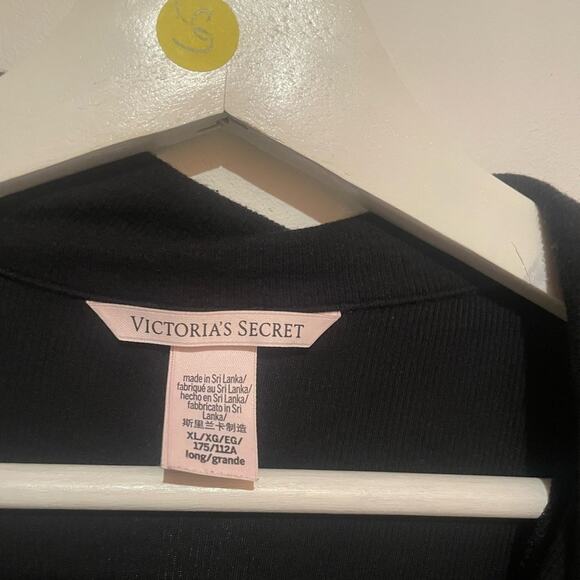 VICTORIA'S SECRET
made in Sri Lanka/
fabriqué au Sri Lanka/
hecho en Sri Lanka/
fabbricato in Sri
Lanka/
斯里兰卡制造
XL/XG/EG/
175/112A
long/grande